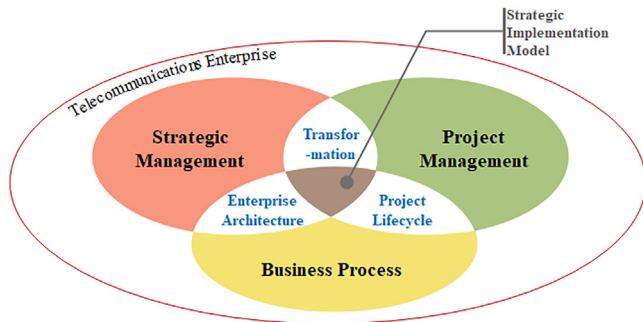 Strategic
Implementation
Model
Telecommunications Enterprise
Strategic
Management
Transfor
-mation
Project
Management
Enterprise
Architecture
Project
Lifecycle
Business Process